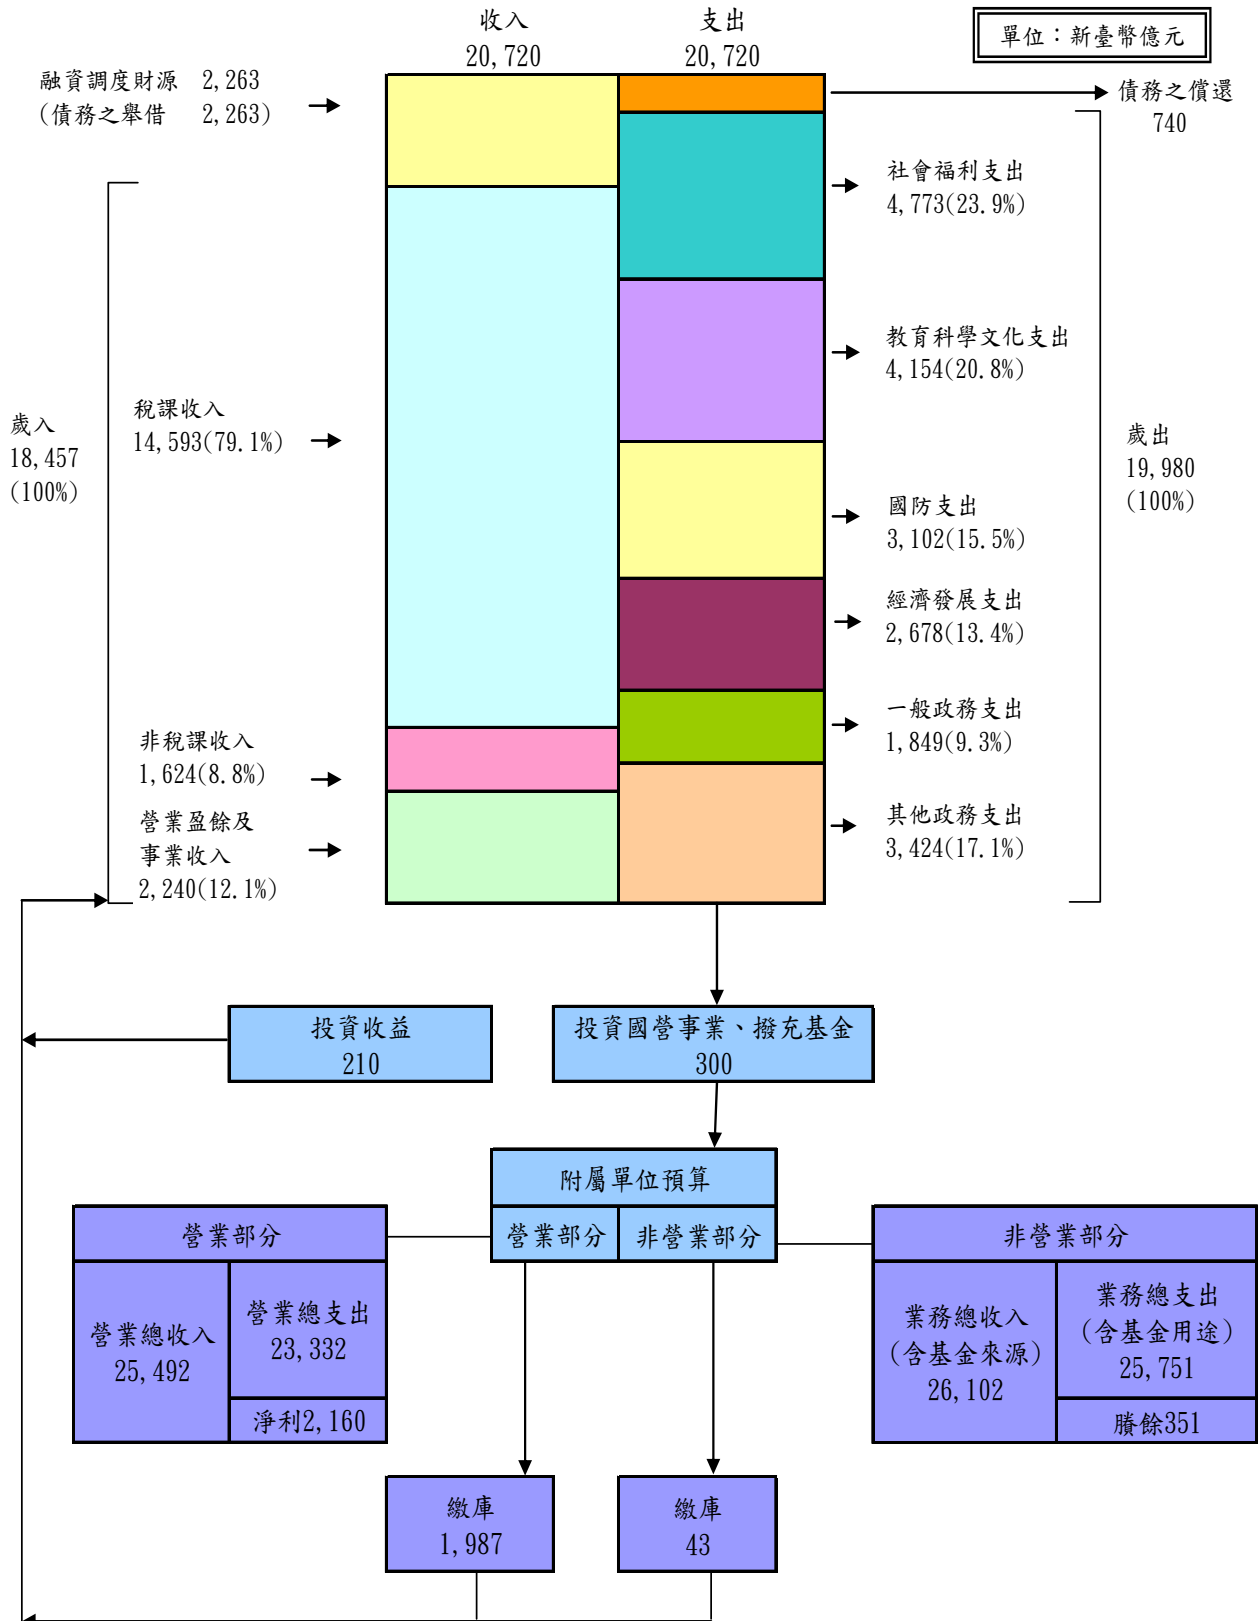 收入
20,720
支出
20,720
單位：新臺幣億元
融資調度財源 2,263
(債務之舉借 2,263)
債務之償還
740
社會福利支出
4,773(23.9%)
教育科學文化支出
4,154(20.8%)
歲入
18,457
(100%)
稅課收入
14,593(79.1%)
歲出
19,980
(100%)
國防支出
3,102(15.5%)
經濟發展支出
2,678(13.4%)
一般政務支出
1,849(9.3%)
非稅課收入
1,624(8.8%)
營業盈餘及
事業收入
2,240(12.1%)
其他政務支出
3,424(17.1%)
投資收益
210
投資國營事業、撥充基金
300
附屬單位預算
營業部分
非營業部分
營業部分
營業總收入
25,492
營業總支出
23,332
淨利2,160
非營業部分
業務總收入
(含基金來源)
26,102
業務總支出
(含基金用途)
25,751
賸餘351
繳庫
1,987
繳庫
43